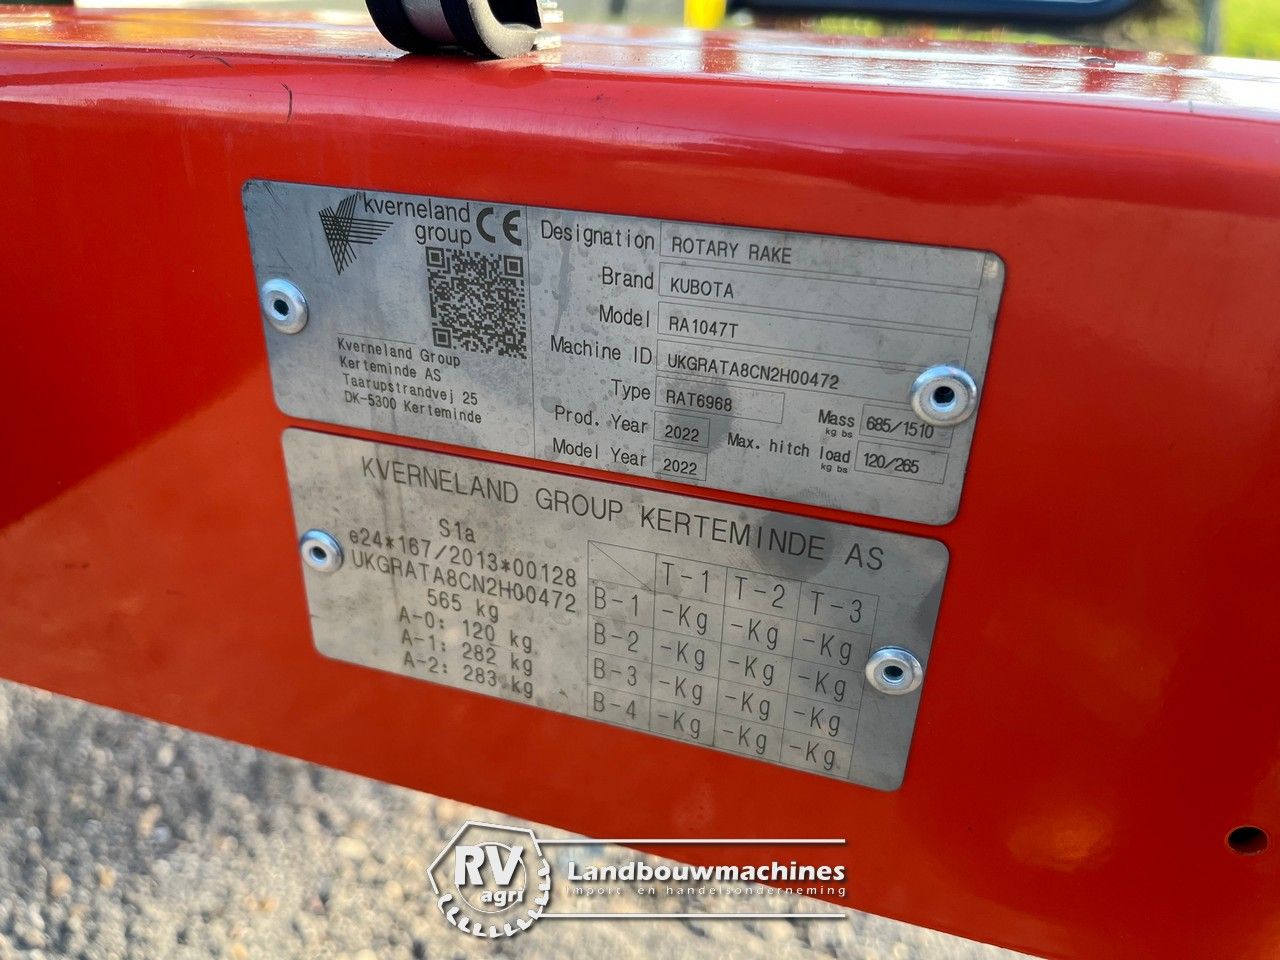 kverneland
group
CE
Kverneland Group
Kerteminde AS
Taarupstrandvej 25
DK-5300 Kerteminde
Designation ROTARY RAKE
Brand KUBOTA
Model RA1047T
Machine ID UKGRATA8CN2H00472
Type RAT6968
Prod. Year 2022
Model Year 2022
Mass kg bs 685/1510
Max. hitch load kg bs 120/265
KVERNELAND GROUP KERTEMINDE AS
S1a
e24*167/2013*00128
UKGRATA8CN2H00472
565 kg
A-0: 120 kg
A-1: 282 kg
A-2: 283 kg
T-1 T-2 T-3
B-1 -Kg -Kg -Kg
B-2 -Kg -Kg -Kg
B-3 -Kg -Kg -Kg
B-4 -Kg -Kg -Kg
RV
agri
Landbouwmachines
Import en handelsonderneming